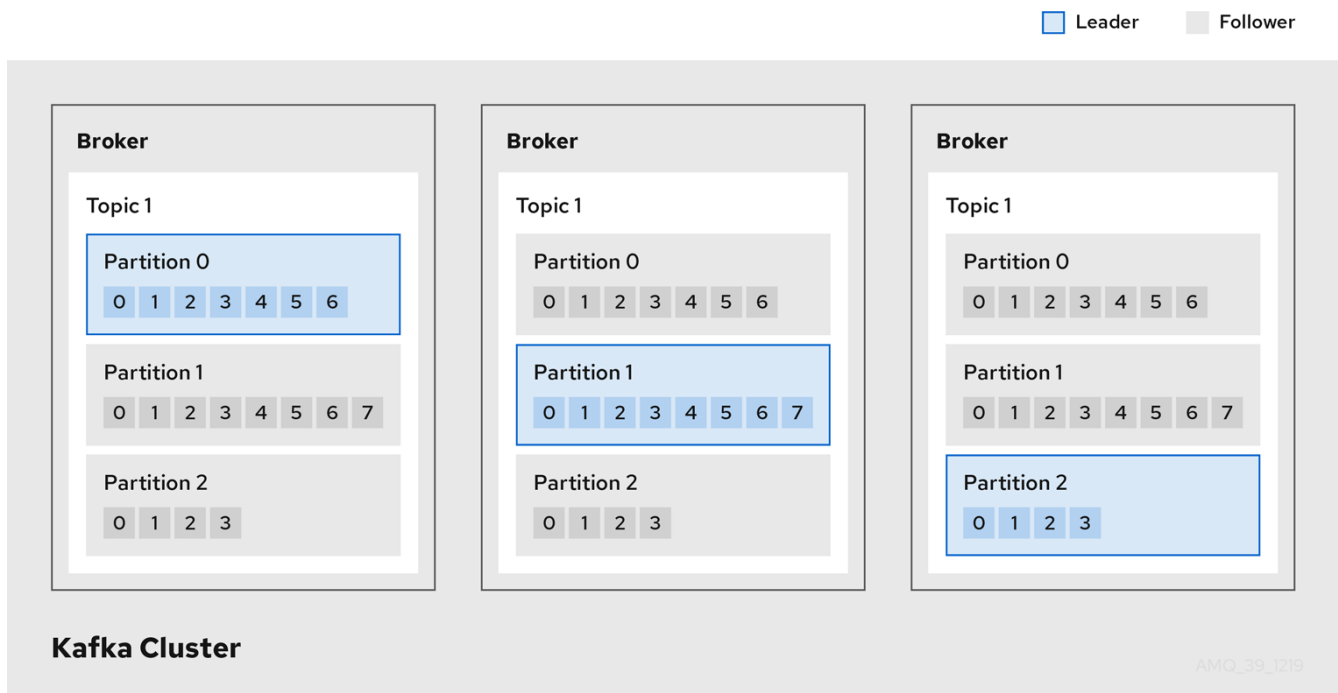 Leader
Follower
Broker
Topic 1
Partition 0
0 1 2 3 4 5 6
Partition 1
0 1 2 3 4 5 6 7
Partition 2
0 1 2 3
Broker
Topic 1
Partition 0
0 1 2 3 4 5 6
Partition 1
0 1 2 3 4 5 6 7
Partition 2
0 1 2 3
Broker
Topic 1
Partition 0
0 1 2 3 4 5 6
Partition 1
0 1 2 3 4 5 6 7
Partition 2
0 1 2 3
Kafka Cluster
AMQ_39_1219